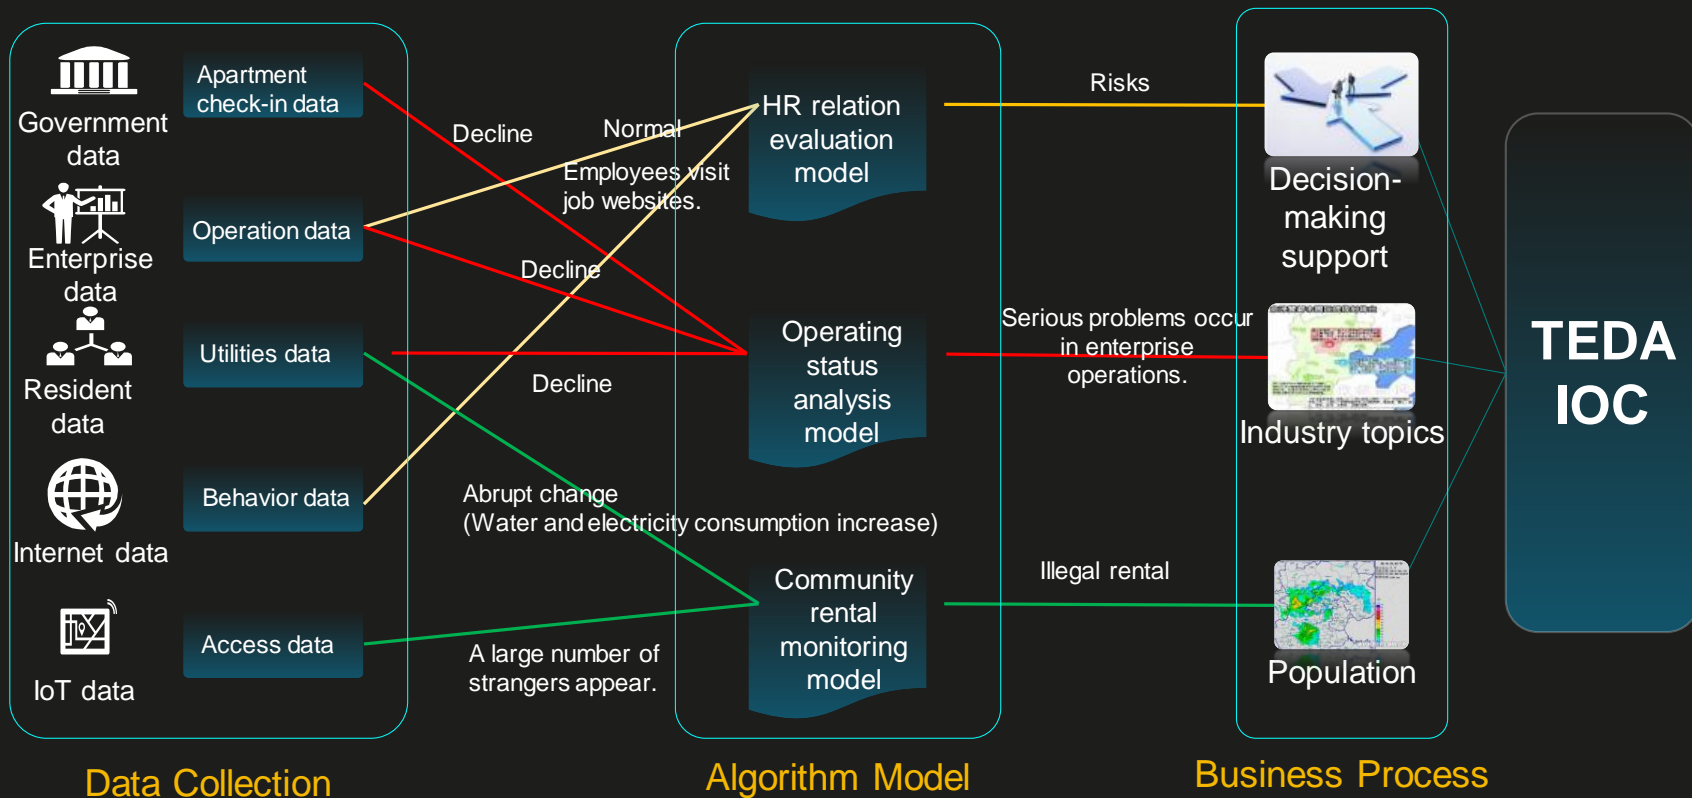 Government
data
Enterprise
data
Resident
data
Internet data
IoT data
Apartment
check-in data
Operation data
Utilities data
Behavior data
Access data
Decline
Normal
Employees visit
job websites.
Decline
Decline
Abrupt change
(Water and electricity consumption increase)
A large number of
strangers appear.
HR relation
evaluation
model
Operating
status
analysis
model
Community
rental
monitoring
model
Risks
Serious problems occur
in enterprise
operations.
Illegal rental
Decision-
making
support
Industry topics
Population
TEDA
IOC
Data Collection
Algorithm Model
Business Process